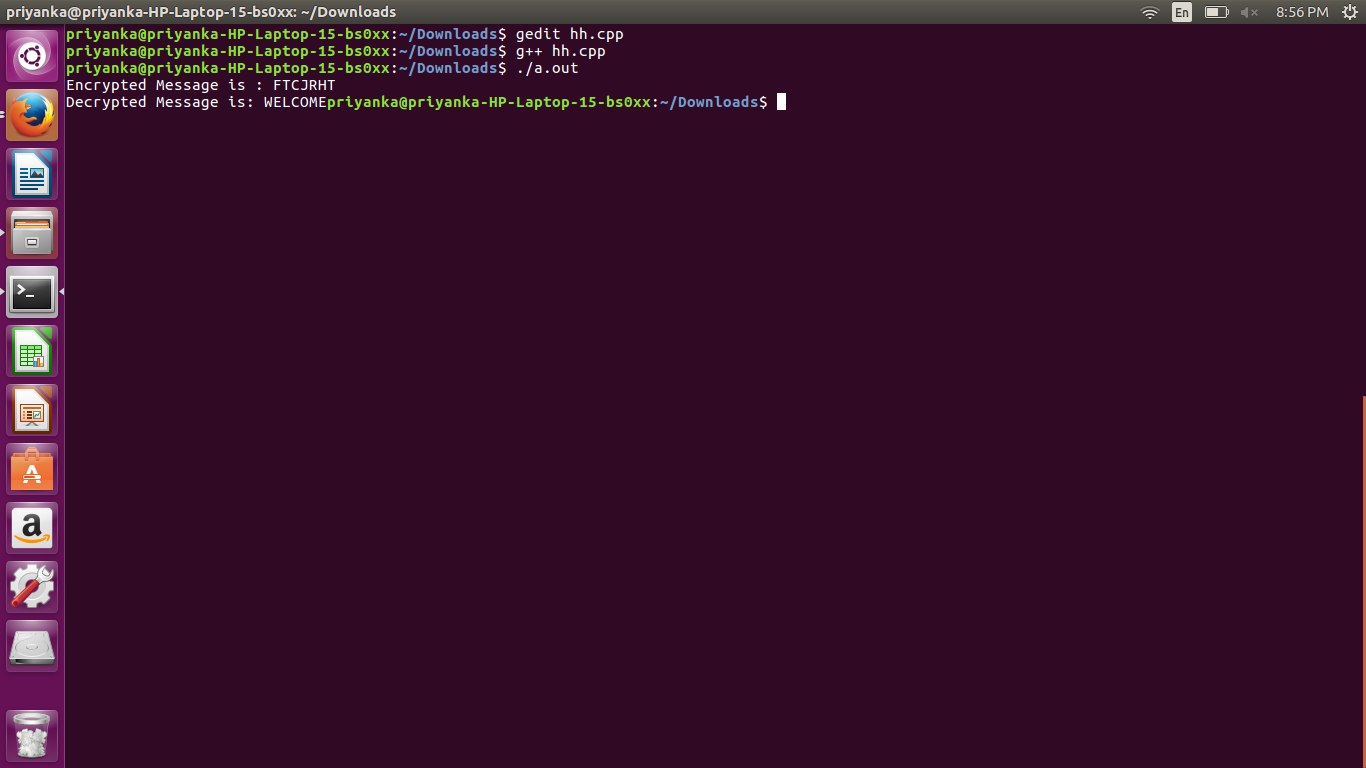 priyanka@priyanka-HP-Laptop-15-bs0xx: ~/Downloads
En
8:56 PM
priyanka@priyanka-HP-Laptop-15-bs0xx:~/Downloads$ gedit hh.cpp
priyanka@priyanka-HP-Laptop-15-bs0xx:~/Downloads$ g++ hh.cpp
priyanka@priyanka-HP-Laptop-15-bs0xx:~/Downloads$ ./a.out
Encrypted Message is : FTCJRHT
Decrypted Message is: WELCOMEpriyanka@priyanka-HP-Laptop-15-bs0xx:~/Downloads$